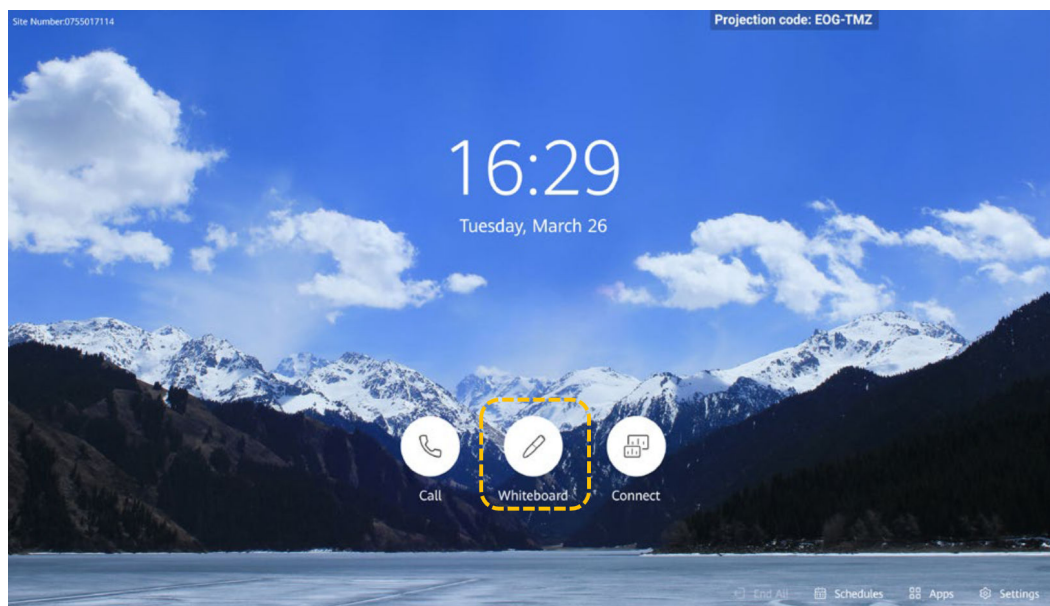 Site Number:0755017114
Projection code: EOG-TMZ
16:29
Tuesday, March 26
Call
Whiteboard
Connect
End All
Schedules
Apps
Settings